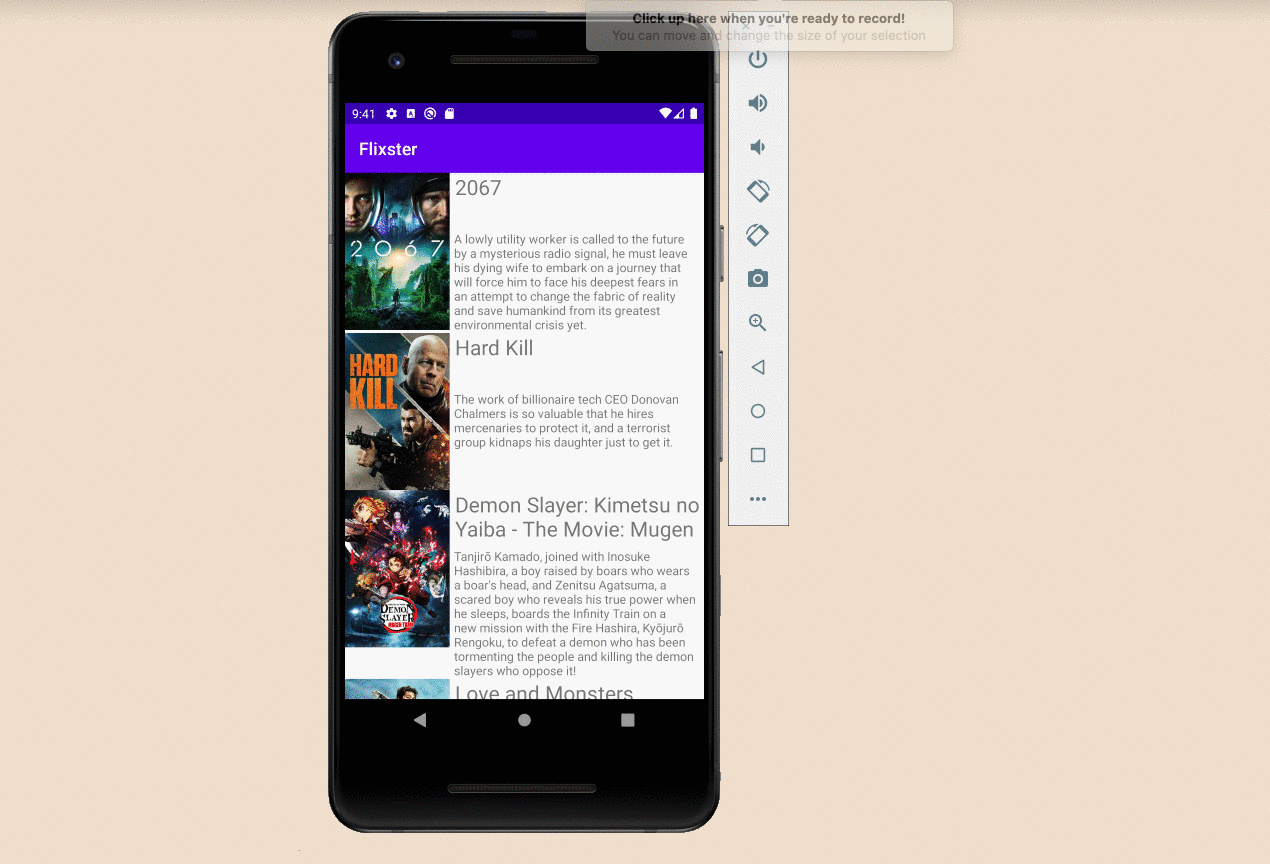 Click up here when you're ready to record!
You can move and change the size of your selection
9:41
Flixster
2067
2067
A lowly utility worker is called to the future
by a mysterious radio signal, he must leave
his dying wife to embark on a journey that
will force him to face his deepest fears in
an attempt to change the fabric of reality
and save humankind from its greatest
environmental crisis yet.
HARD
KILL
Hard Kill
The work of billionaire tech CEO Donovan
Chalmers is so valuable that he hires
mercenaries to protect it, and a terrorist
group kidnaps his daughter just to get it.
DEMON
SLAYER
MUGEN TRAIN
Demon Slayer: Kimetsu no
Yaiba - The Movie: Mugen
Tanjirō Kamado, joined with Inosuke
Hashibira, a boy raised by boars who wears
a boar's head, and Zenitsu Agatsuma, a
scared boy who reveals his true power when
he sleeps, boards the Infinity Train on a
new mission with the Fire Hashira, Kyōjurō
Rengoku, to defeat a demon who has been
tormenting the people and killing the demon
slayers who oppose it!
Love and Monsters